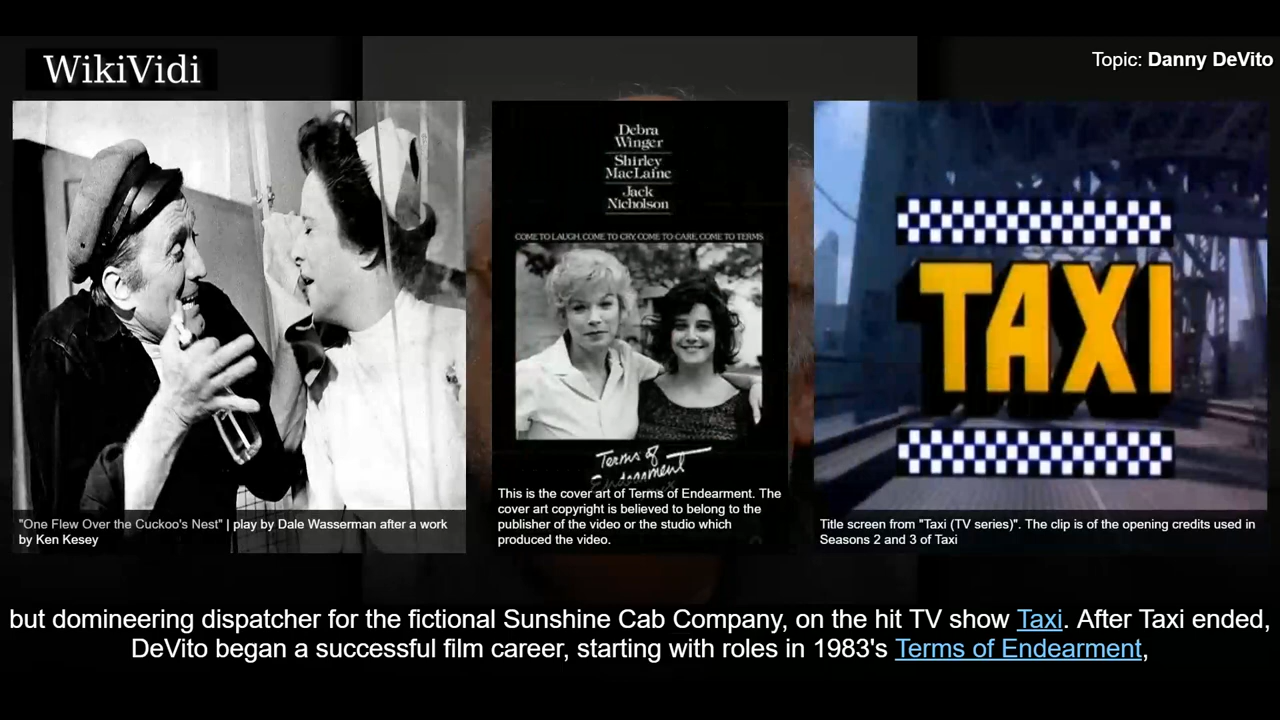 WikiVidi
Topic: Danny DeVito
Debra
Winger
Shirley
MacLaine
Jack
Nicholson
COME TO LAUGH, COME TO CRY, COME TO CARE, COME TO TERMS
Terms of
Endearment
TAXI
"One Flew Over the Cuckoo's Nest" | play by Dale Wasserman after a work
by Ken Kesey
This is the cover art of Terms of Endearment. The
cover art copyright is believed to belong to the
publisher of the video or the studio which
produced the video.
Title screen from "Taxi (TV series)". The clip is of the opening credits used in
Seasons 2 and 3 of Taxi
but domineering dispatcher for the fictional Sunshine Cab Company, on the hit TV show Taxi. After Taxi ended,
DeVito began a successful film career, starting with roles in 1983's Terms of Endearment,